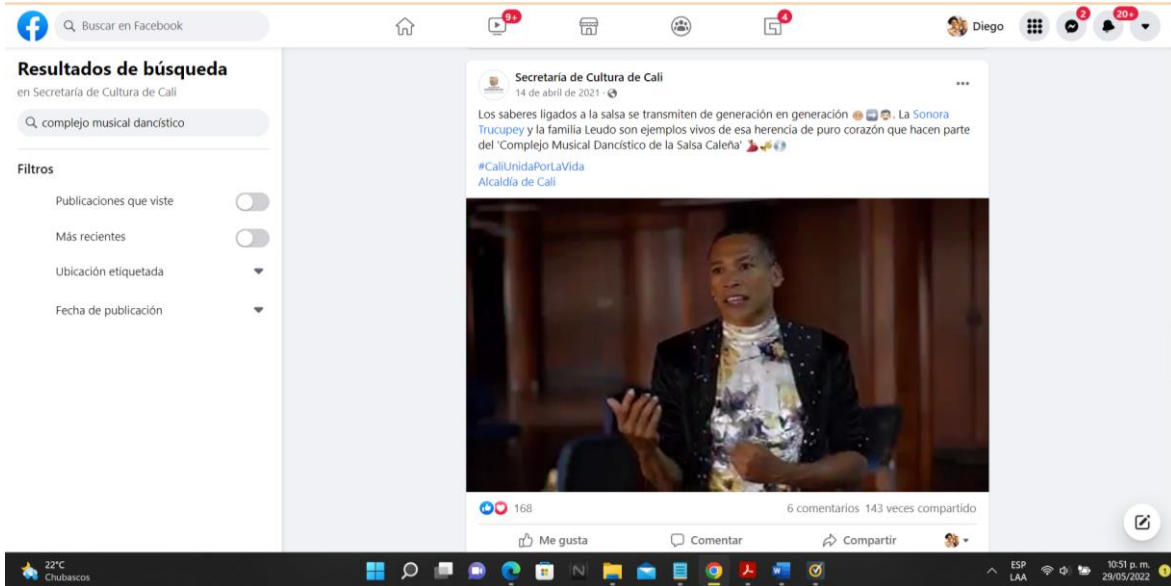 Buscar en Facebook
9+
4
Diego
2
20+
Resultados de búsqueda
en Secretaría de Cultura de Cali
complejo musical dancístico
Filtros
Publicaciones que viste
Más recientes
Ubicación etiquetada
Fecha de publicación
Secretaría de Cultura de Cali
14 de abril de 2021 ·
Los saberes ligados a la salsa se transmiten de generación en generación 👴🏼➡️👦🏼. La Sonora
Trucupey y la familia Leudo son ejemplos vivos de esa herencia de puro corazón que hacen parte
del 'Complejo Musical Dancístico de la Salsa Caleña' 💃🎺
#CaliUnidaPorLaVida
Alcaldía de Cali
168
6 comentarios 143 veces compartido
Me gusta Comentar Compartir
22°C
Chubascos
ESP
LAA
10:51 p. m.
29/05/2022
1